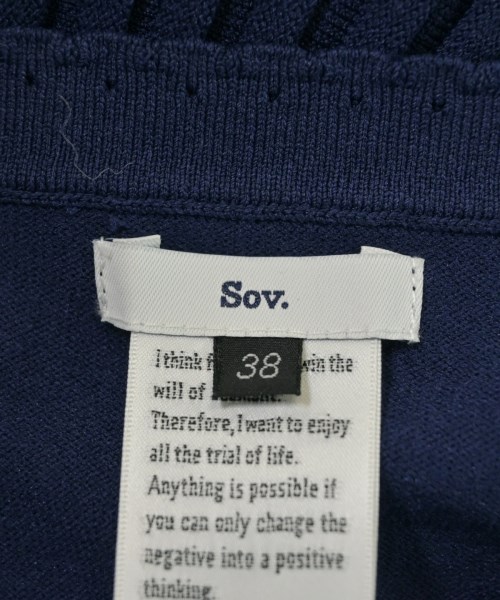 Sov.
38
I think win the
will of
Therefore, I want to enjoy
all the trial of life.
Anything is possible if
you can only change the
negative into a positive
thinking.